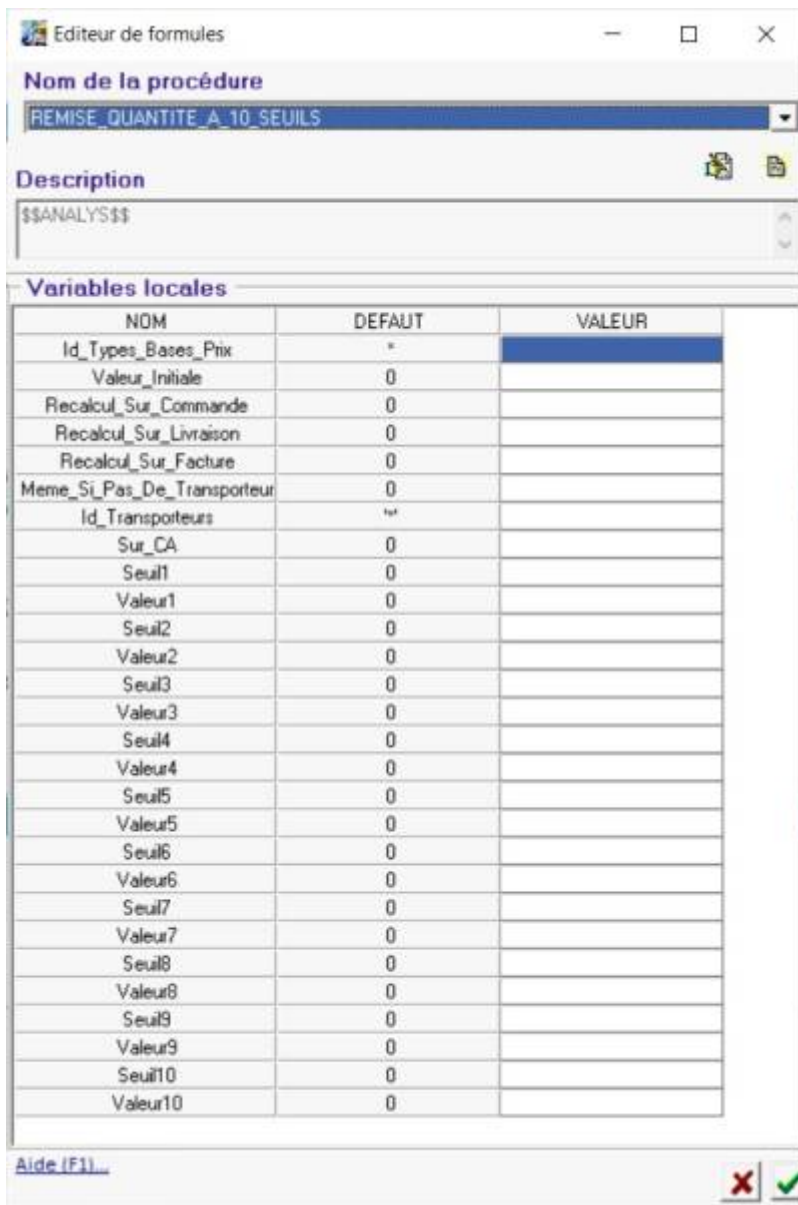 Editeur de formules
Nom de la procédure
REMISE_QUANTITE_A_10_SEUILS
Description
$$ANALYS$$
Variables locales
NOM DEFAUT VALEUR
Id_Types_Bases_Prix
Valeur_Initiale 0
Recalcul_Sur_Commande 0
Recalcul_Sur_Livraison 0
Recalcul_Sur_Facture 0
Meme_Si_Pas_De_Transporteur 0
Id_Transporteurs
Sur_CA 0
Seuil1 0
Valeur1 0
Seuil2 0
Valeur2 0
Seuil3 0
Valeur3 0
Seuil4 0
Valeur4 0
Seuil5 0
Valeur5 0
Seuil6 0
Valeur6 0
Seuil7 0
Valeur7 0
Seuil8 0
Valeur8 0
Seuil9 0
Valeur9 0
Seuil10 0
Valeur10 0
Aide (F1)...